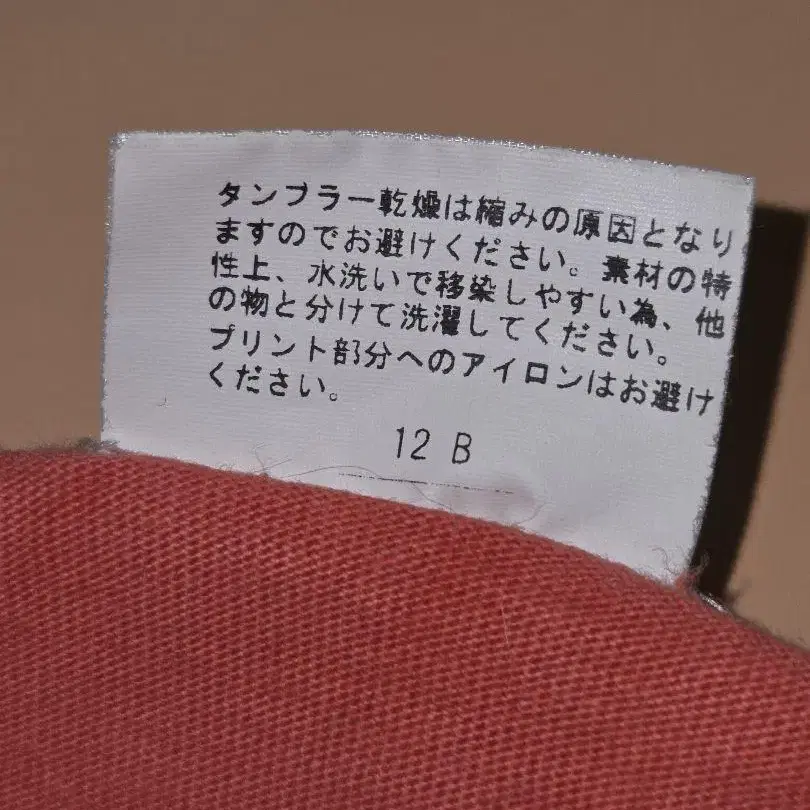 タンブラー乾燥は縮みの原因となり
ますのでお避けください。素材の特
性上、水洗いで移染しやすい為、他
の物と分けて洗濯してください。
プリント部分へのアイロンはお避け
ください。
12 B